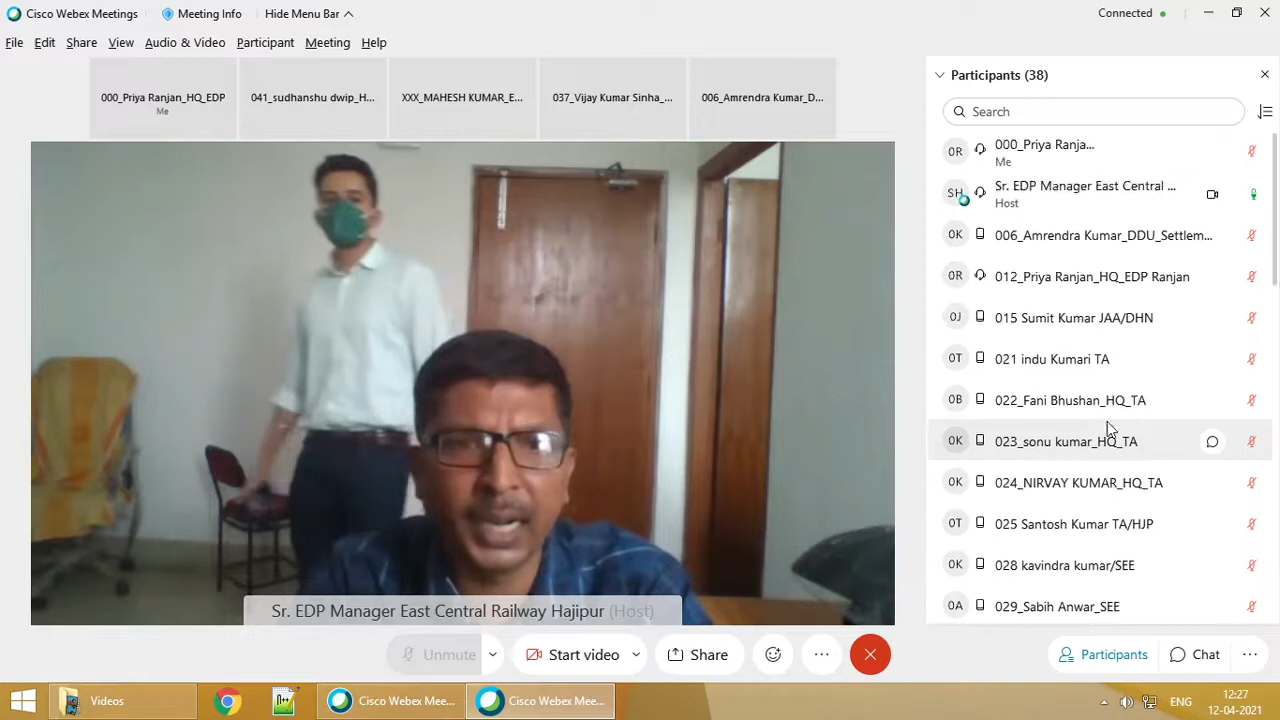 Cisco Webex Meetings
Meeting Info
Hide Menu Bar
Connected
File Edit Share View Audio & Video Participant Meeting Help
000_Priya Ranjan_HQ_EDP
Me
041_sudhanshu dwip_H...
XXX_MAHESH KUMAR_E...
037_Vijay Kumar Sinha_...
006_Amrendra Kumar_D...
Sr. EDP Manager East Central Railway Hajipur (Host)
Participants (38)
Search
0R 000_Priya Ranja...
Me
SH Sr. EDP Manager East Central ...
Host
0K 006_Amrendra Kumar_DDU_Settlem...
0R 012_Priya Ranjan_HQ_EDP Ranjan
0J 015 Sumit Kumar JAA/DHN
0T 021 indu Kumari TA
0B 022_Fani Bhushan_HQ_TA
0K 023_sonu kumar_HQ_TA
0K 024_NIRVAY KUMAR_HQ_TA
0T 025 Santosh Kumar TA/HJP
0K 028 kavindra kumar/SEE
0A 029_Sabih Anwar_SEE
Unmute
Start video
Share
...
Participants
Chat
...
Videos
Cisco Webex Mee...
Cisco Webex Mee...
ENG
12:27
12-04-2021